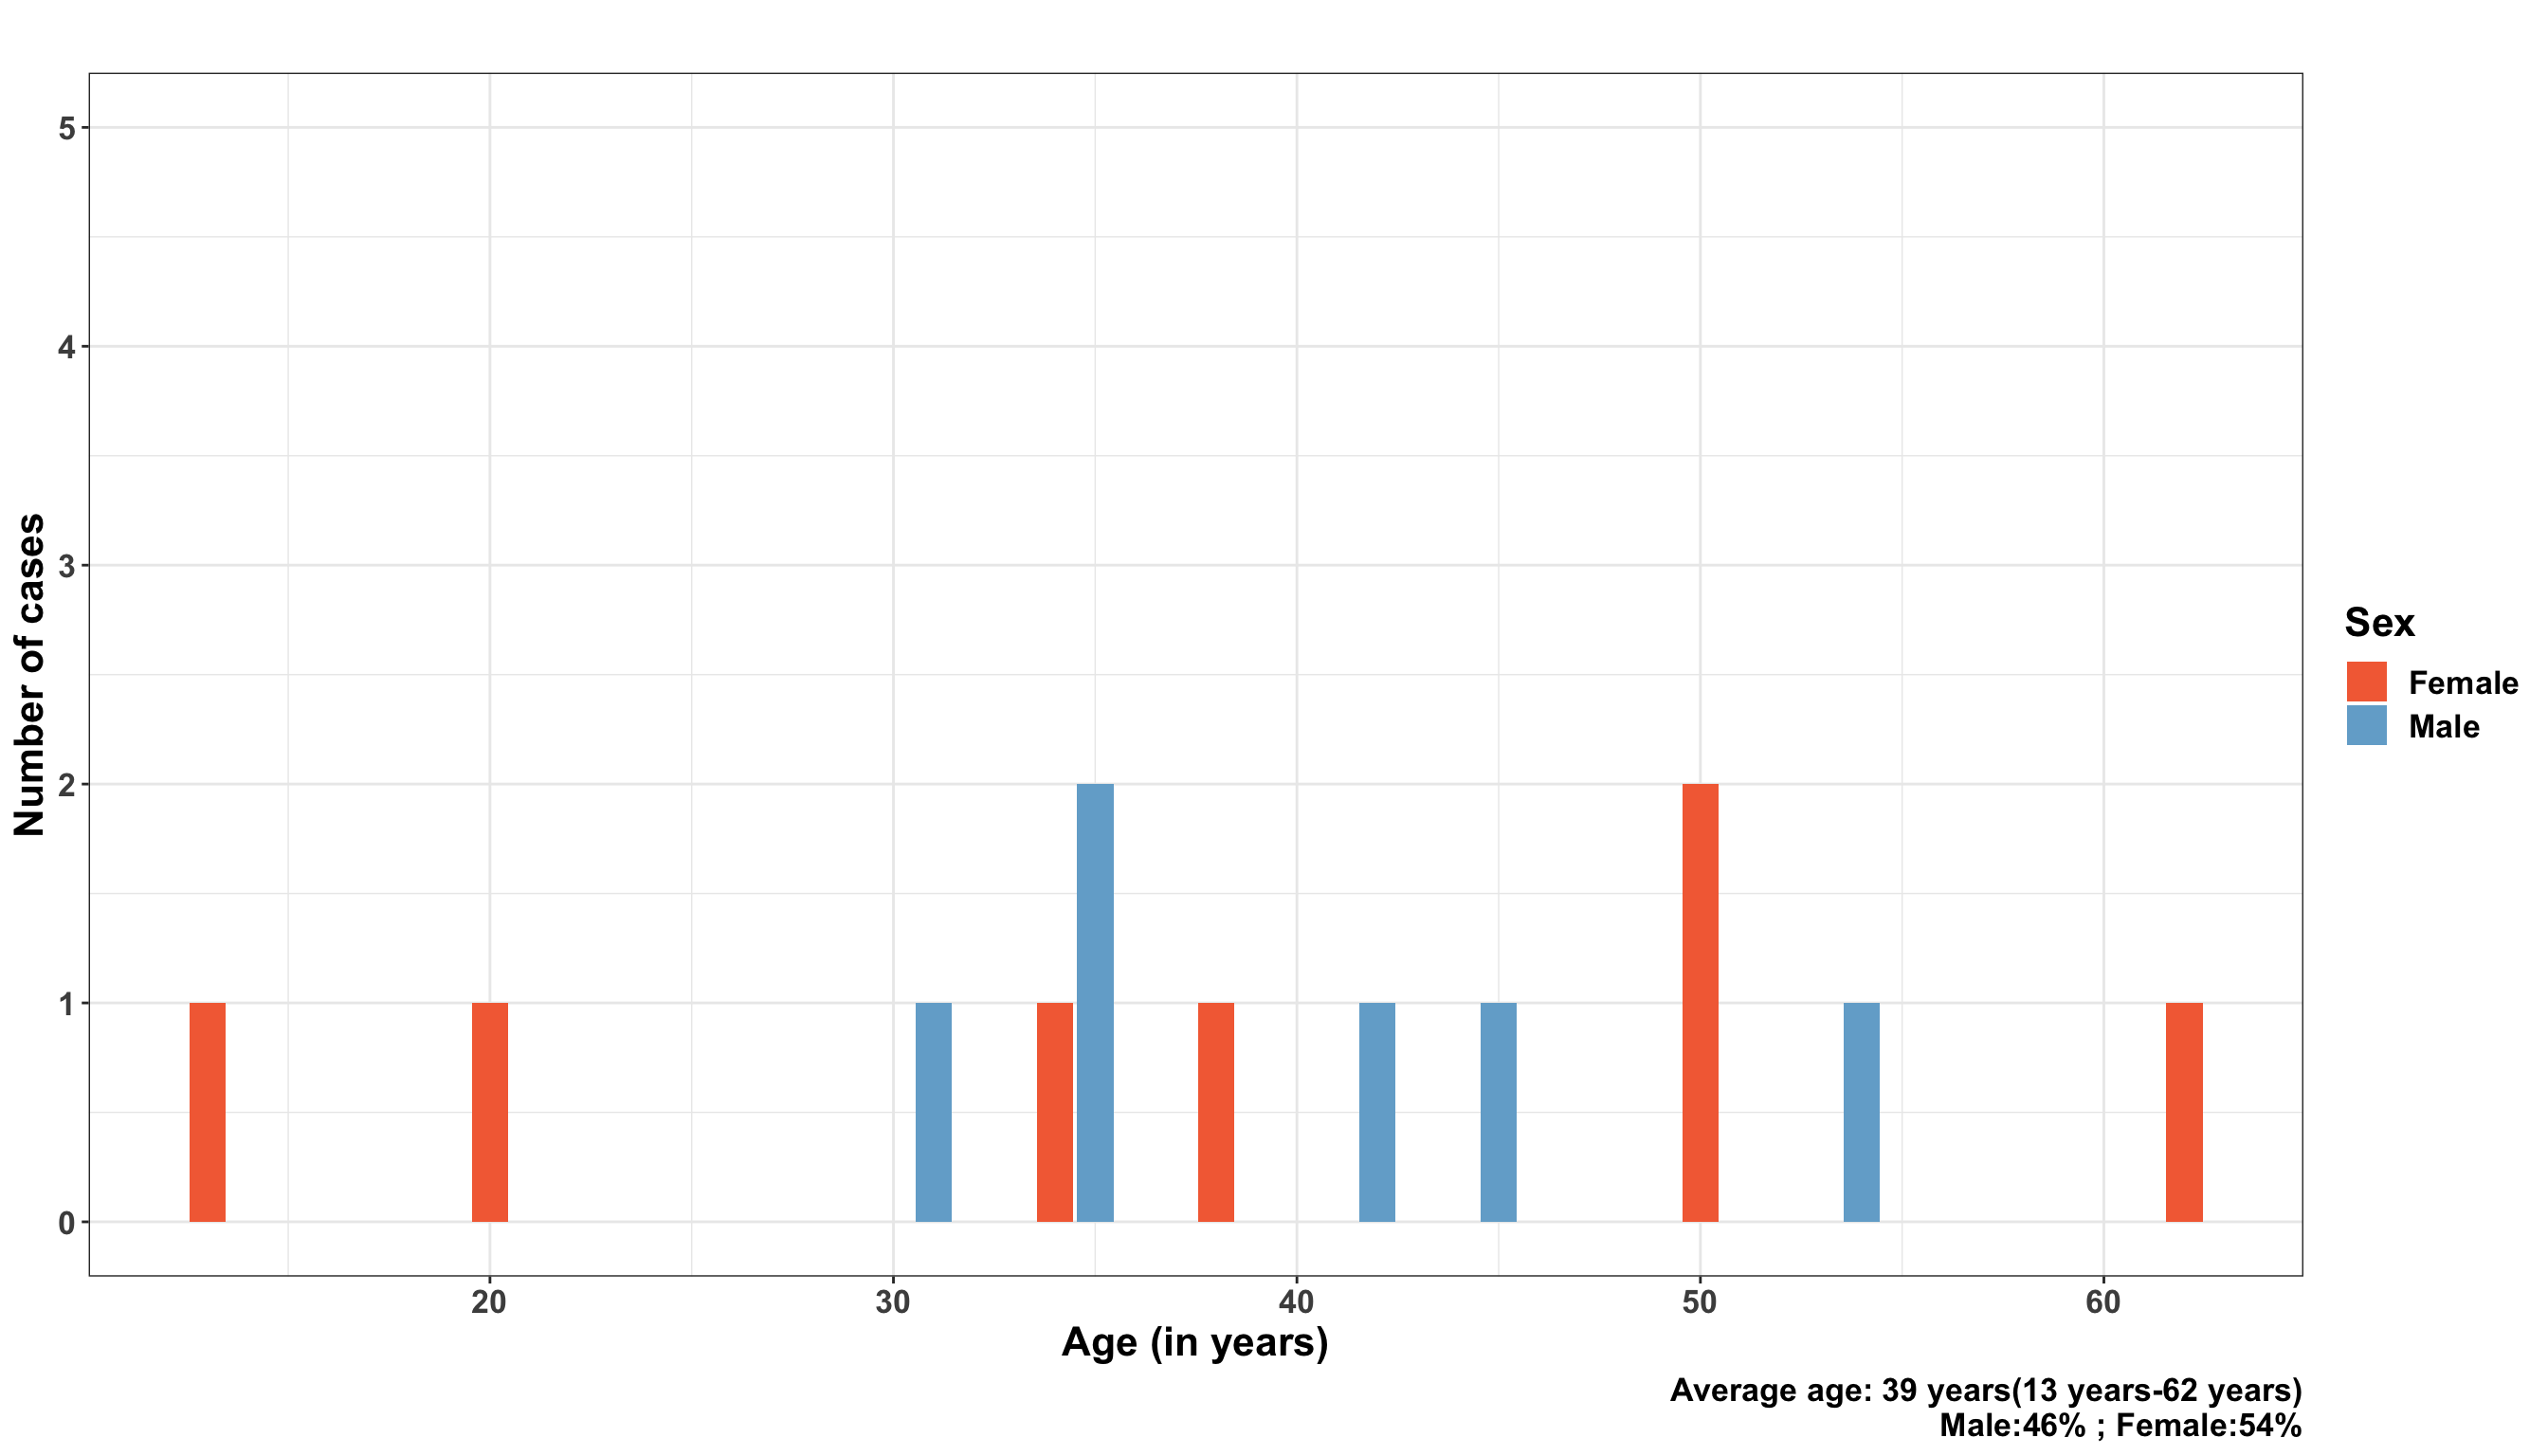 5
4
3
2
1
0
Number of cases
20 30 40 50 60
Age (in years)
Sex
Female
Male
Average age: 39 years(13 years-62 years)
Male:46% ; Female:54%